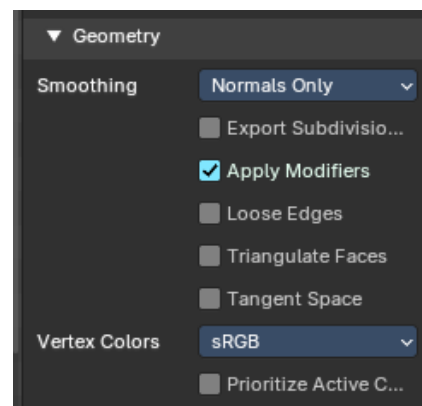 Geometry
Smoothing Normals Only
Export Subdivisio...
Apply Modifiers
Loose Edges
Triangulate Faces
Tangent Space
Vertex Colors sRGB
Prioritize Active C...